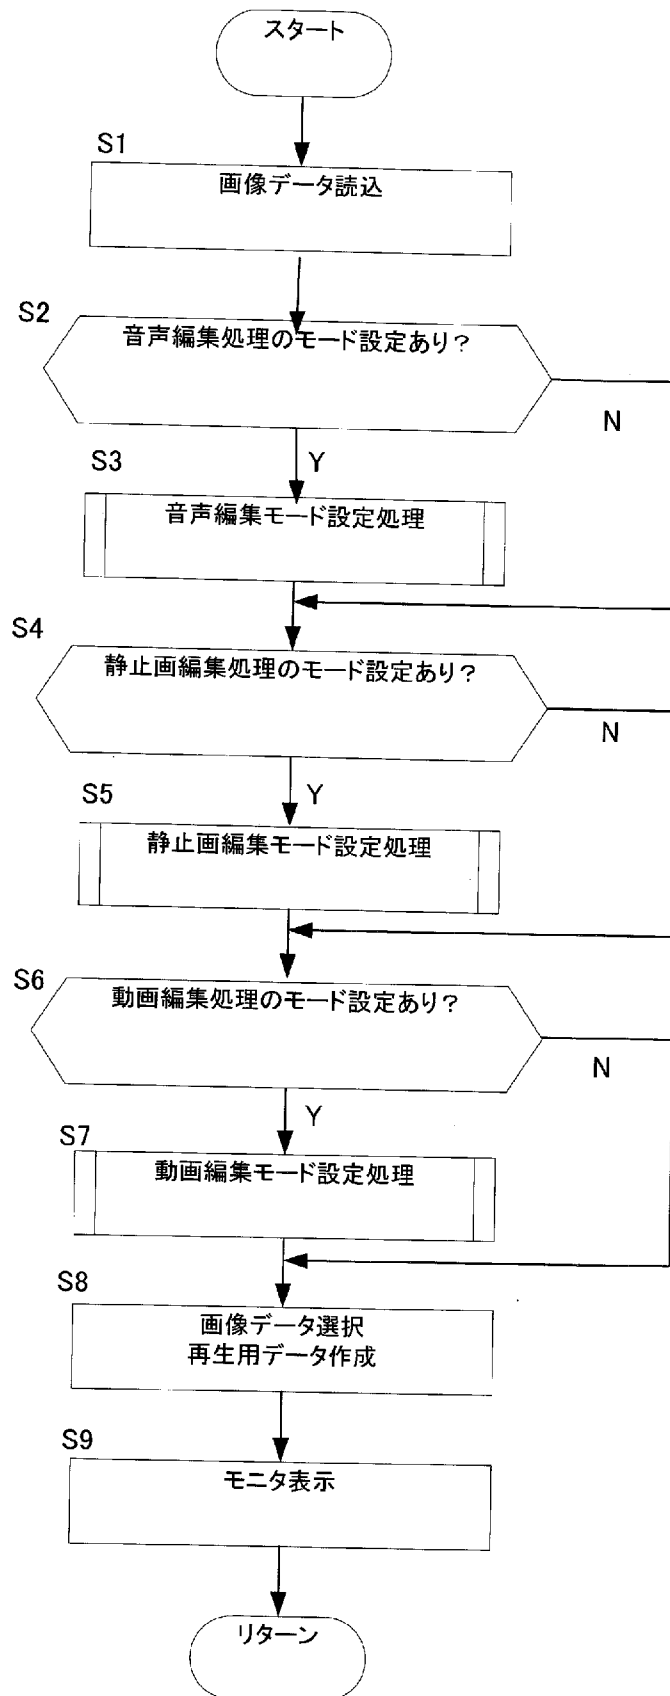 スタート
S1
画像データ読込
S2
音声編集処理のモード設定あり?
N
Y
S3
音声編集モード設定処理
S4
静止画編集処理のモード設定あり?
N
Y
S5
静止画編集モード設定処理
S6
動画編集処理のモード設定あり?
N
Y
S7
動画編集モード設定処理
S8
画像データ選択
再生用データ作成
S9
モニタ表示
リターン